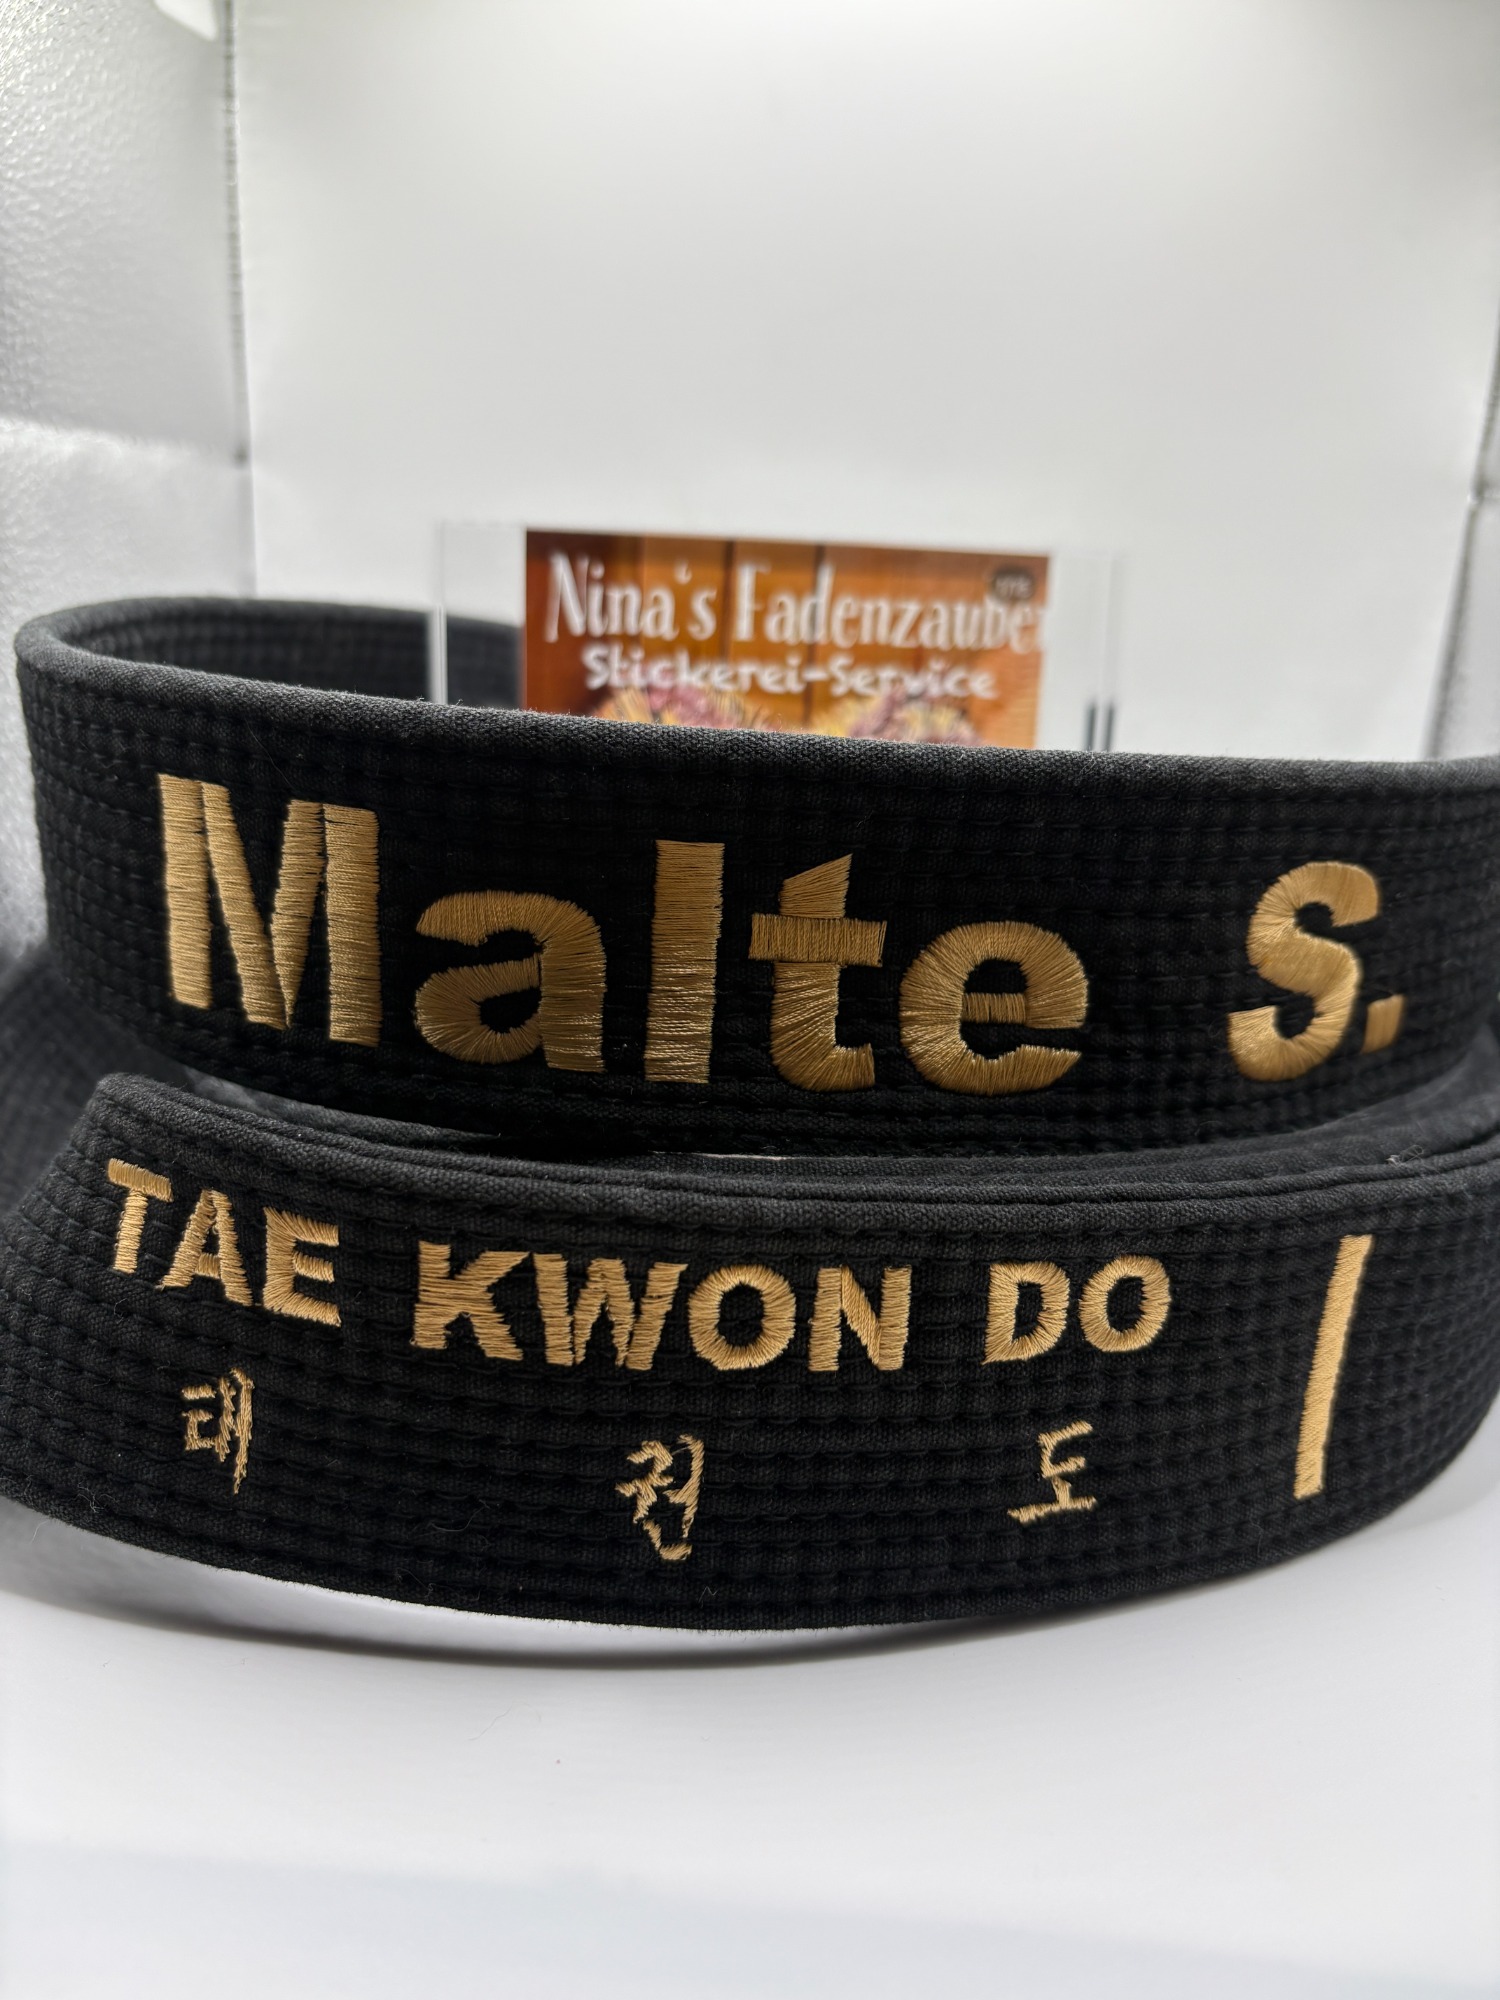 Nina's Fadenzauber
Stickerei-Service
Malte S.
TAE KWON DO I
태 권 도